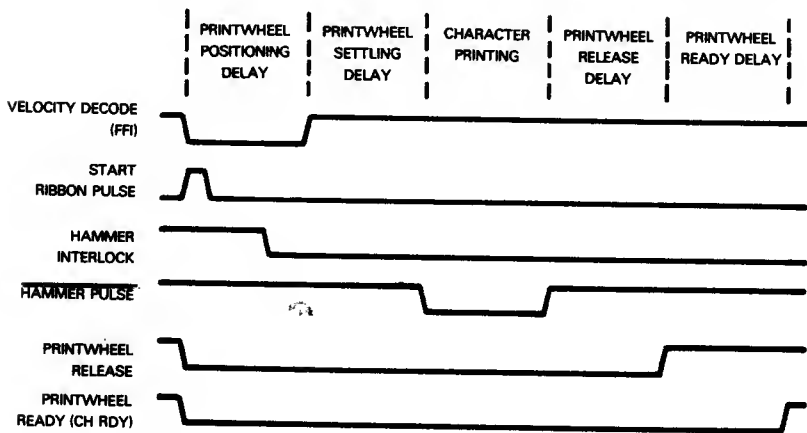 PRINTWHEEL
POSITIONING
DELAY
PRINTWHEEL
SETTLING
DELAY
CHARACTER
PRINTING
PRINTWHEEL
RELEASE
DELAY
PRINTWHEEL
READY DELAY
VELOCITY DECODE
(FFI)
START
RIBBON PULSE
HAMMER
INTERLOCK
HAMMER PULSE
PRINTWHEEL
RELEASE
PRINTWHEEL
READY (CH RDY)